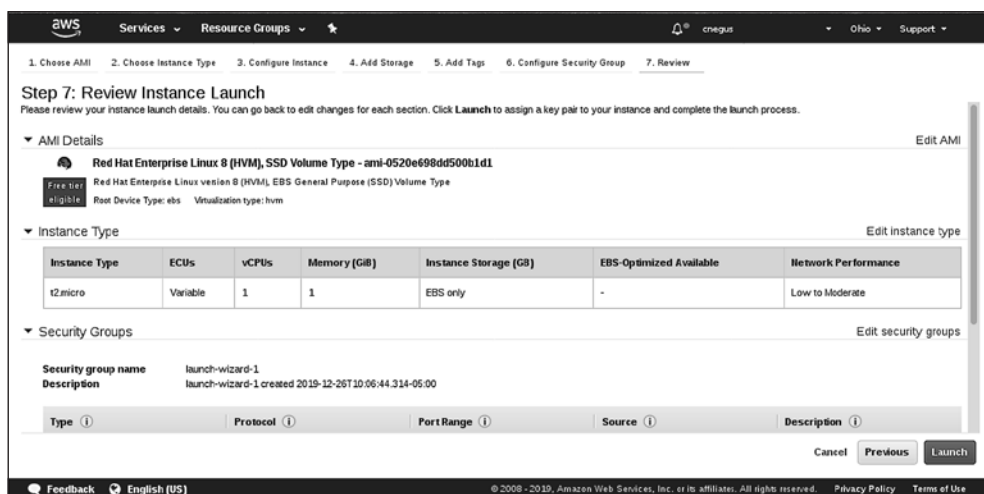 aws Services Resource Groups cnegus Ohio Support
1. Choose AMI 2. Choose Instance Type 3. Configure Instance 4. Add Storage 5. Add Tags 6. Configure Security Group 7. Review
Step 7: Review Instance Launch
Please review your instance launch details. You can go back to edit changes for each section. Click Launch to assign a key pair to your instance and complete the launch process.
AMI Details Edit AMI
Red Hat Enterprise Linux 8 (HVM), SSD Volume Type - ami-0520e698dd500b1d1
Free tier eligible
Red Hat Enterprise Linux version 8 (HVM), EBS General Purpose (SSD) Volume Type
Root Device Type: ebs Virtualization type: hvm
Instance Type Edit instance type
Instance Type ECUs vCPUs Memory (GiB) Instance Storage (GB) EBS-Optimized Available Network Performance
t2.micro Variable 1 1 EBS only - Low to Moderate
Security Groups Edit security groups
Security group name launch-wizard-1
Description launch-wizard-1 created 2019-12-26T10:06:44.314-05:00
Type Protocol Port Range Source Description
Cancel Previous Launch
Feedback English (US) © 2008 - 2019, Amazon Web Services, Inc. or its affiliates. All rights reserved. Privacy Policy Terms of Use